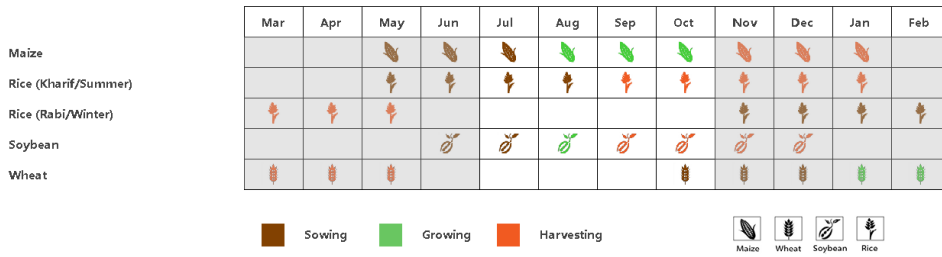 Mar Apr May Jun Jul Aug Sep Oct Nov Dec Jan Feb
Maize
Rice (Kharif/Summer)
Rice (Rabi/Winter)
Soybean
Wheat
Sowing Growing Harvesting
Maize Wheat Soybean Rice